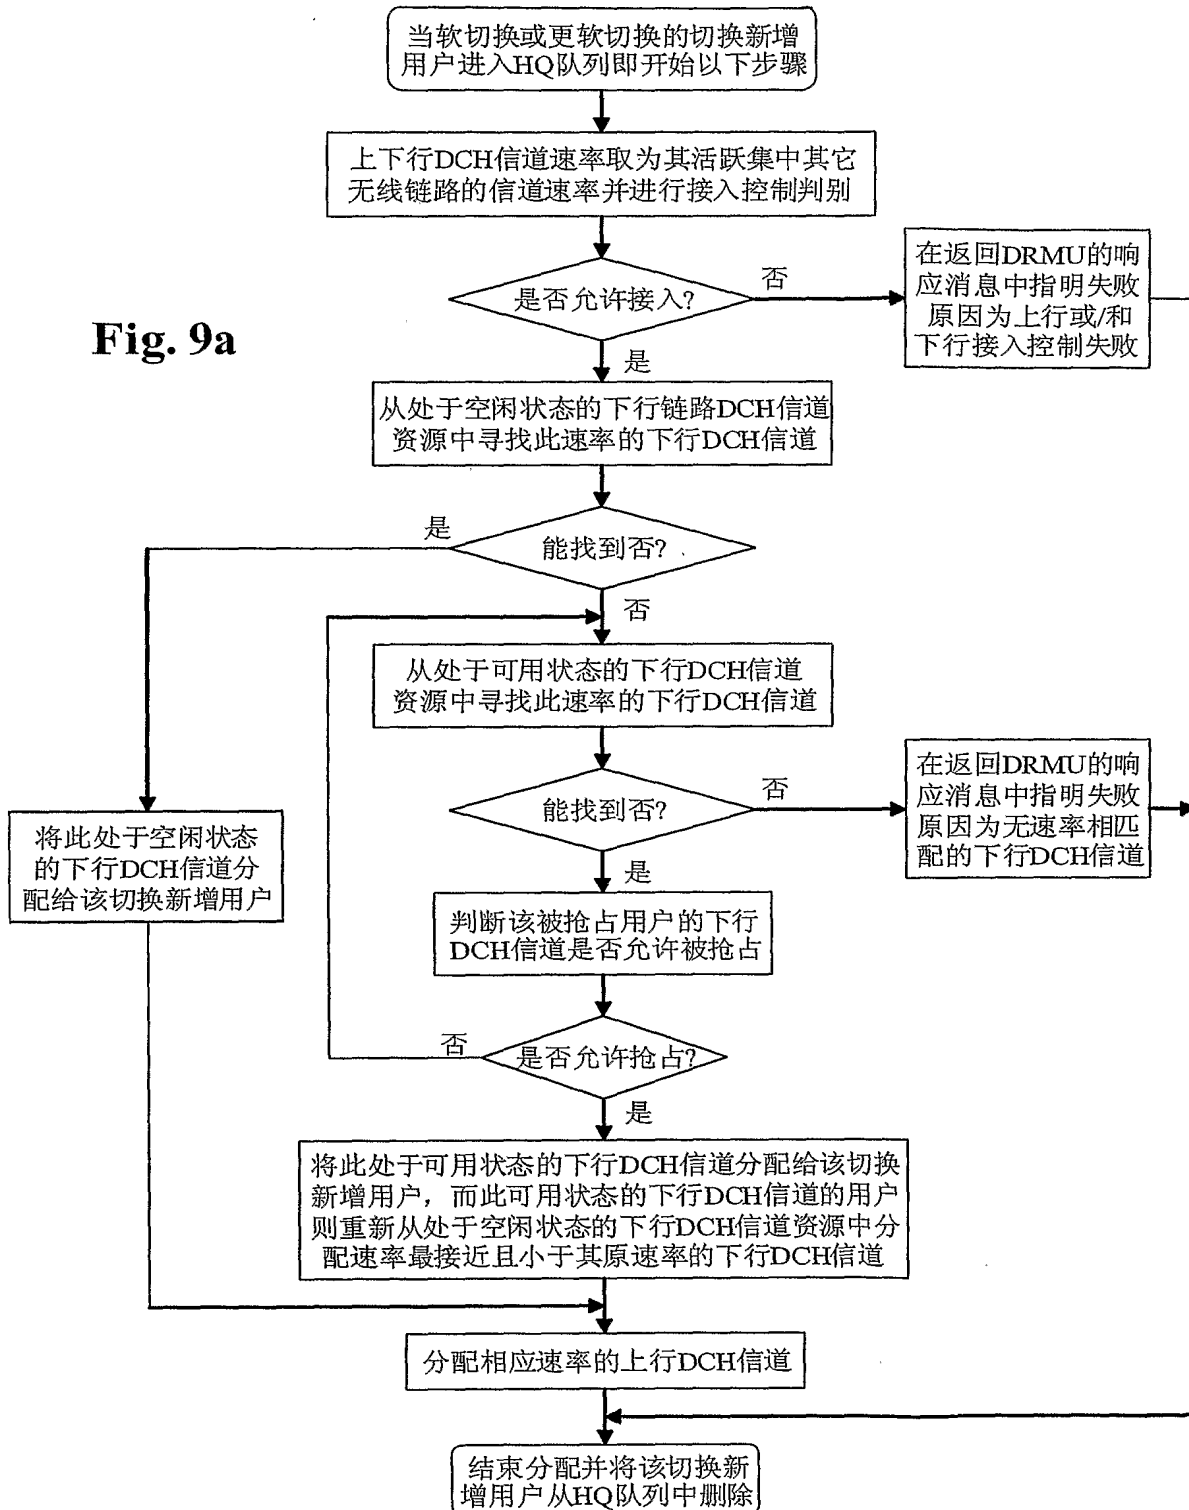 当软切换或更软切换的切换新增
用户进入HQ队列即开始以下步骤
上下行DCH信道速率取为其活跃集中其它
无线链路的信道速率并进行接入控制判别
是否允许接入?
否
在返回DRMU的响
应消息中指明失败
原因为上行或/和
下行接入控制失败
Fig. 9a
是
从处于空闲状态的下行链路DCH信道
资源中寻找此速率的下行DCH信道
能找到否?
是
否
从处于可用状态的下行DCH信道
资源中寻找此速率的下行DCH信道
能找到否?
否
在返回DRMU的响
应消息中指明失败
原因为无速率相匹
配的下行DCH信道
将此处于空闲状态
的下行DCH信道分
配给该切换新增用户
是
判断该被抢占用户的下行
DCH信道是否允许被抢占
是否允许抢占?
否
是
将此处于可用状态的下行DCH信道分配给该切换
新增用户，而此可用状态的下行DCH信道的用户
则重新从处于空闲状态的下行DCH信道资源中分
配速率最接近且小于其原速率的下行DCH信道
分配相应速率的上行DCH信道
结束分配并将该切换新
增用户从HQ队列中删除